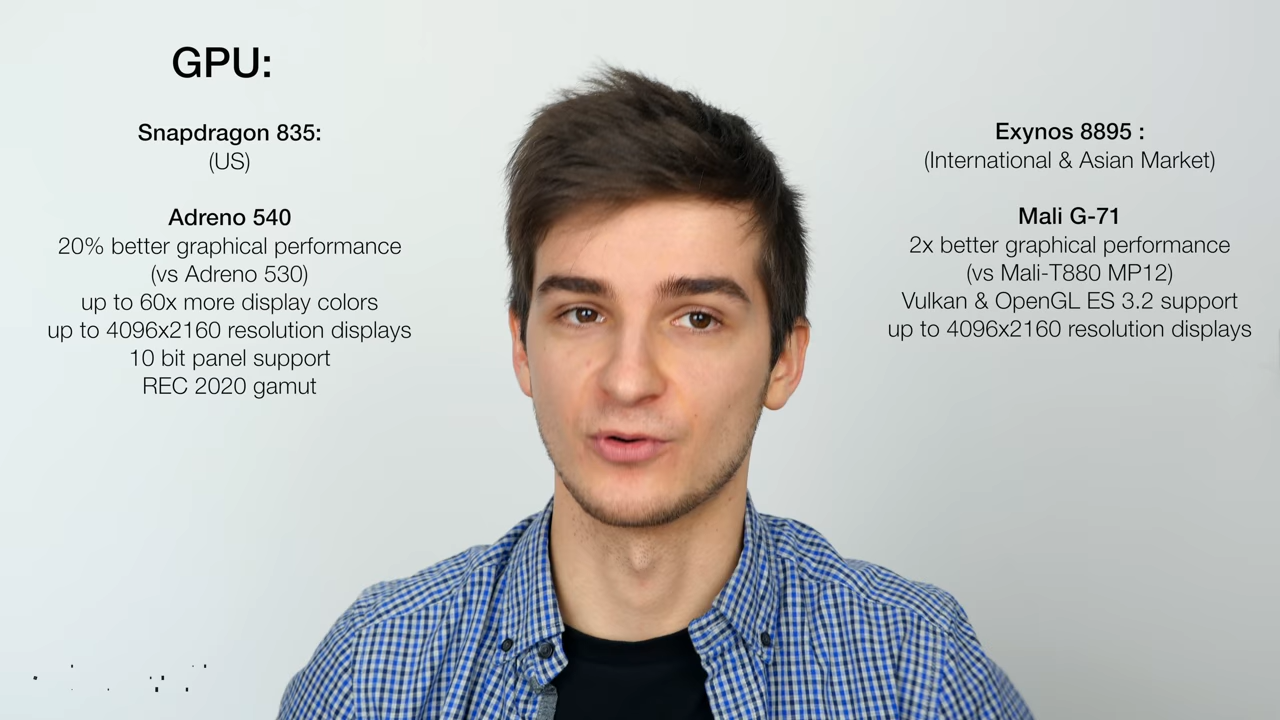 GPU:
Snapdragon 835:
(US)
Adreno 540
20% better graphical performance
(vs Adreno 530)
up to 60x more display colors
up to 4096x2160 resolution displays
10 bit panel support
REC 2020 gamut
Exynos 8895 :
(International & Asian Market)
Mali G-71
2x better graphical performance
(vs Mali-T880 MP12)
Vulkan & OpenGL ES 3.2 support
up to 4096x2160 resolution displays